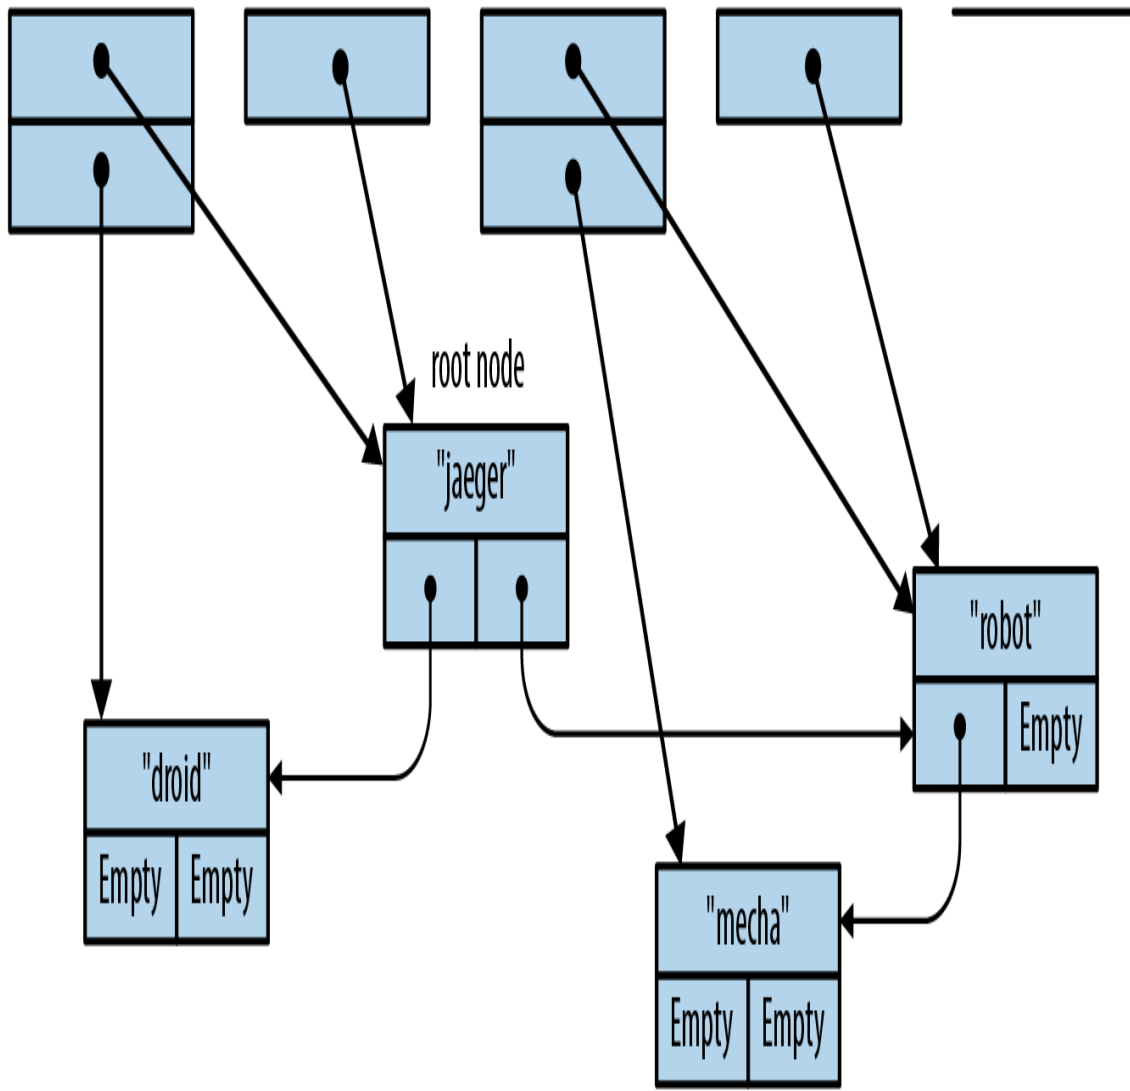 root node
"jaeger"
"robot"
Empty
"droid"
Empty Empty
"mecha"
Empty Empty